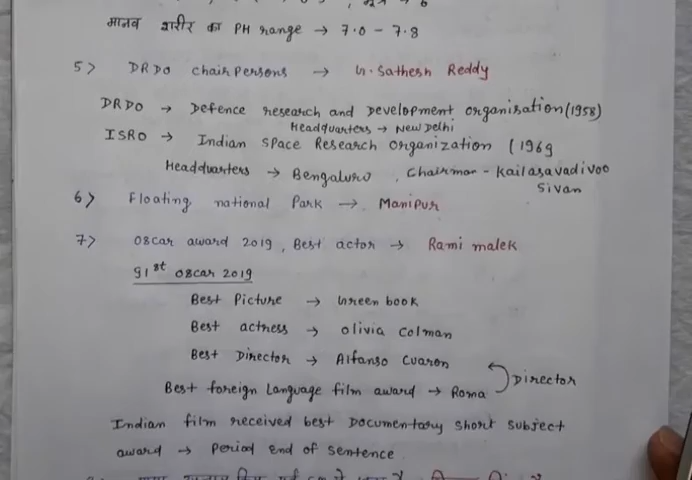 मानव शरीर का PH range → 7.0 - 7.8
5> DRDO chairpersons → G. Sathesh Reddy
DRDO → Defence research and Development organisation (1958)
Headquarters → New Delhi
ISRO → Indian space Research organization (1969
Headquarters → Bengaluro, Chairman - Kailasavadivoo
Sivan
6> Floating national Park → Manipur
7> oscar award 2019, Best actor → Rami malek
91st oscar 2019
Best Picture → Green book
Best actress → olivia colman
Best Director → Alfanso Cuaron
Director
Best foreign Language film award → Roma
Indian film received best Documentary short subject
award → Period end of sentence.